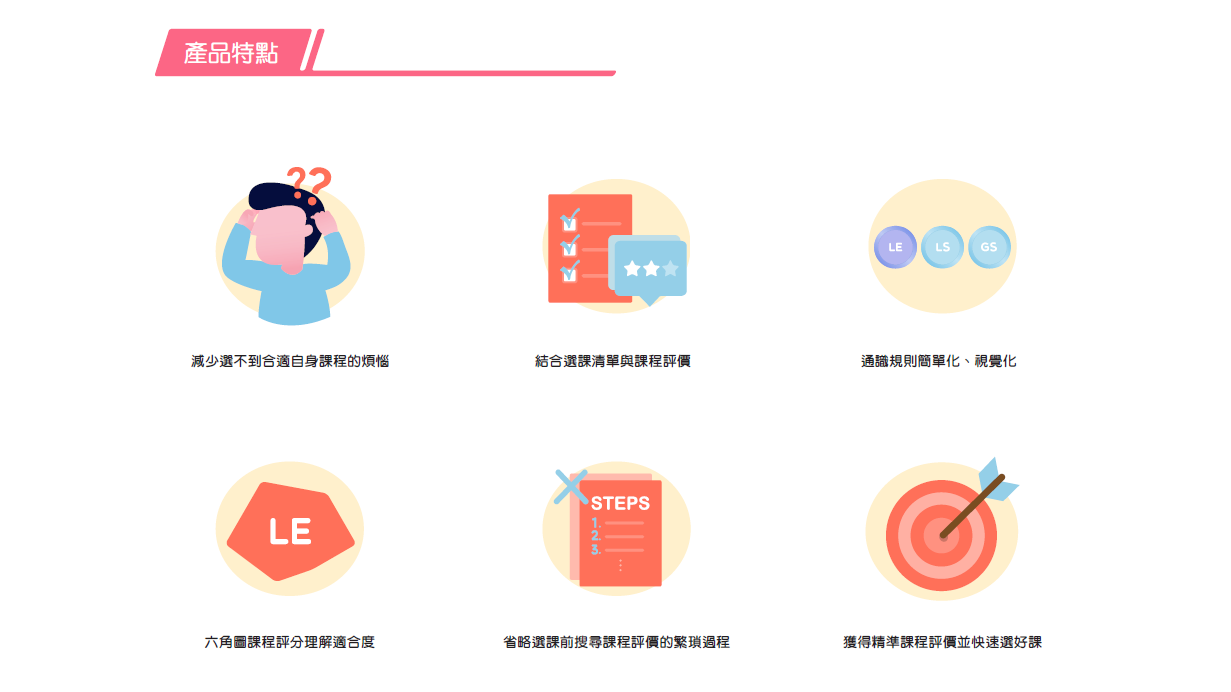 產品特點
??
LE LS GS
減少選不到合適自身課程的煩惱
結合選課清單與課程評價
通識規則簡單化、視覺化
LE
STEPS
1.
2.
3.
六角圖課程評分理解適合度
省略選課前搜尋課程評價的繁瑣過程
獲得精準課程評價並快速選好課